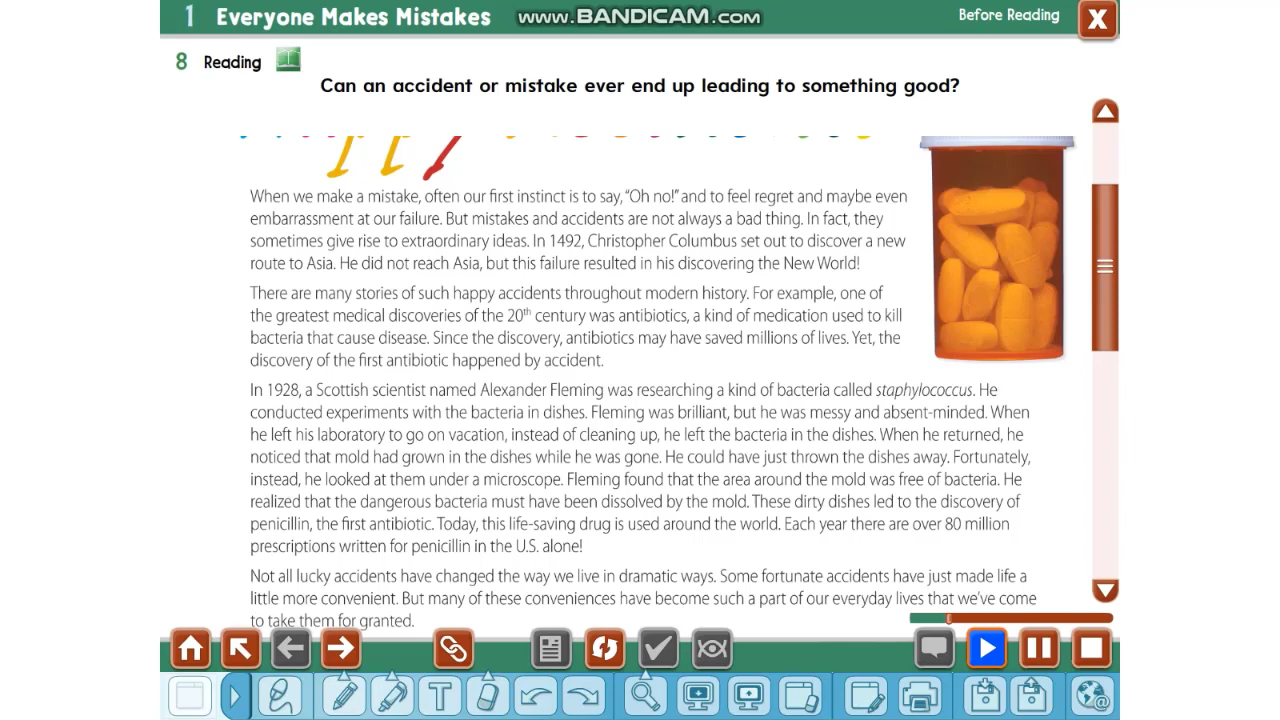 1 Everyone Makes Mistakes
www.BANDICAM.com
Before Reading
X
8 Reading
Can an accident or mistake ever end up leading to something good?
When we make a mistake, often our first instinct is to say, “Oh no!” and to feel regret and maybe even
embarrassment at our failure. But mistakes and accidents are not always a bad thing. In fact, they
sometimes give rise to extraordinary ideas. In 1492, Christopher Columbus set out to discover a new
route to Asia. He did not reach Asia, but this failure resulted in his discovering the New World!
There are many stories of such happy accidents throughout modern history. For example, one of
the greatest medical discoveries of the 20th century was antibiotics, a kind of medication used to kill
bacteria that cause disease. Since the discovery, antibiotics may have saved millions of lives. Yet, the
discovery of the first antibiotic happened by accident.
In 1928, a Scottish scientist named Alexander Fleming was researching a kind of bacteria called staphylococcus. He
conducted experiments with the bacteria in dishes. Fleming was brilliant, but he was messy and absent-minded. When
he left his laboratory to go on vacation, instead of cleaning up, he left the bacteria in the dishes. When he returned, he
noticed that mold had grown in the dishes while he was gone. He could have just thrown the dishes away. Fortunately,
instead, he looked at them under a microscope. Fleming found that the area around the mold was free of bacteria. He
realized that the dangerous bacteria must have been dissolved by the mold. These dirty dishes led to the discovery of
penicillin, the first antibiotic. Today, this life-saving drug is used around the world. Each year there are over 80 million
prescriptions written for penicillin in the U.S. alone!
Not all lucky accidents have changed the way we live in dramatic ways. Some fortunate accidents have just made life a
little more convenient. But many of these conveniences have become such a part of our everyday lives that we’ve come
to take them for granted.
T